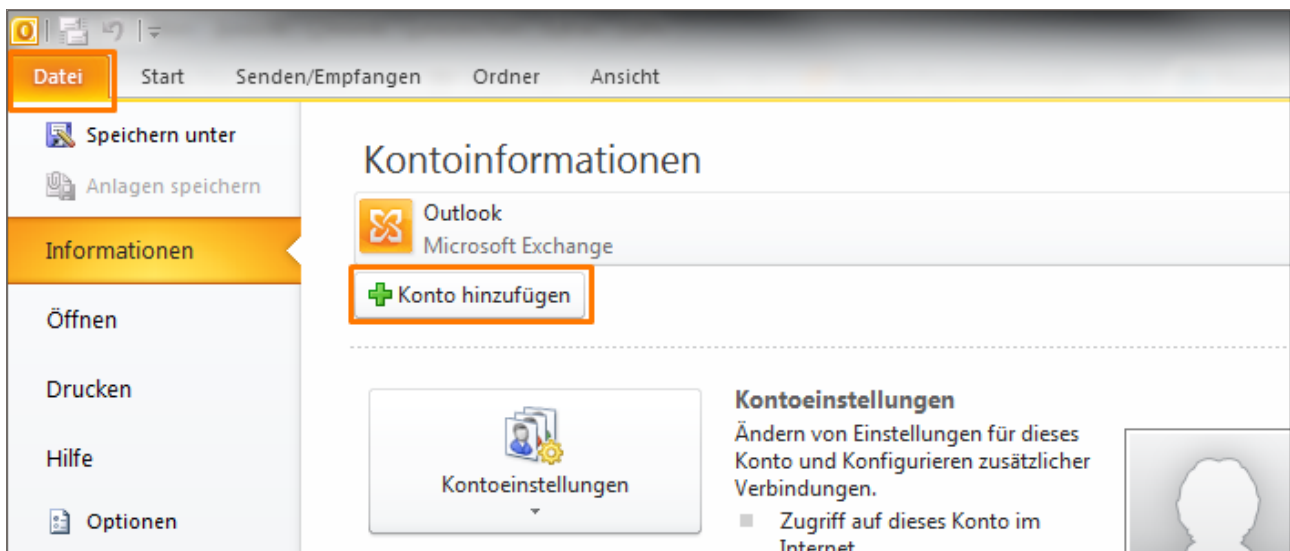 Datei Start Senden/Empfangen Ordner Ansicht
Speichern unter
Anlagen speichern
Informationen
Öffnen
Drucken
Hilfe
Optionen
Kontoinformationen
Outlook
Microsoft Exchange
Konto hinzufügen
Kontoeinstellungen
Kontoeinstellungen
Ändern von Einstellungen für dieses
Konto und Konfigurieren zusätzlicher
Verbindungen.
Zugriff auf dieses Konto im
Internet